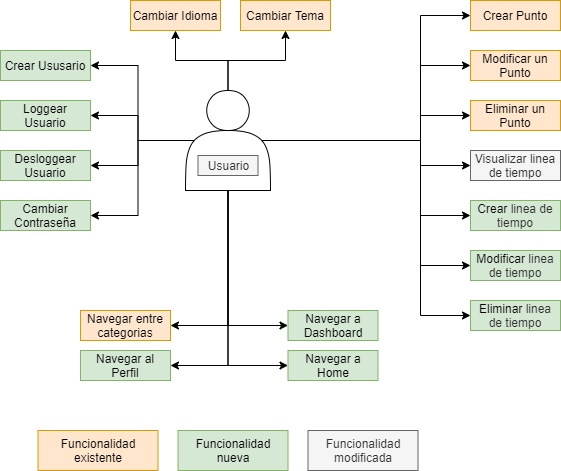 Cambiar Idioma
Cambiar Tema
Crear Ususario
Loggear
Usuario
Desloggear
Usuario
Cambiar
Contraseña
Usuario
Crear Punto
Modificar un
Punto
Eliminar un
Punto
Visualizar linea
de tiempo
Crear linea de
tiempo
Modificar linea
de tiempo
Eliminar linea
de tiempo
Navegar entre
categorias
Navegar a
Dashboard
Navegar al
Perfil
Navegar a
Home
Funcionalidad
existente
Funcionalidad
nueva
Funcionalidad
modificada